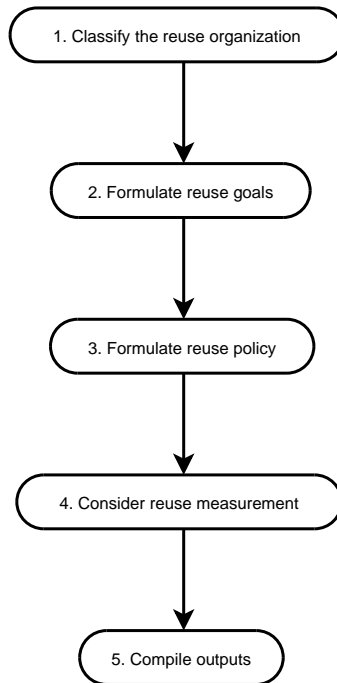 1. Classify the reuse organization
2. Formulate reuse goals
3. Formulate reuse policy
4. Consider reuse measurement
5. Compile outputs